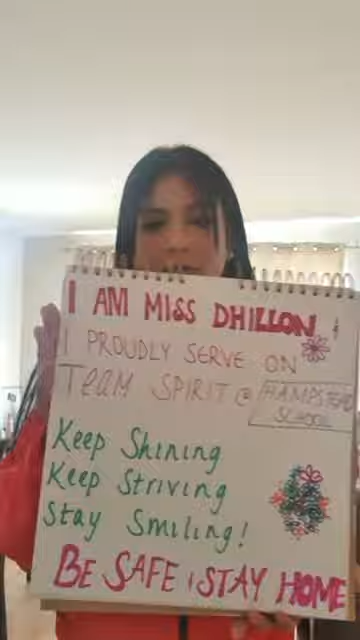 I AM MISS DHILLON &
I PROUDLY SERVE ON
TEAM SPIRIT @ HAMPSTEAD
SCHOOL
Keep Shining
Keep Striving
Stay Smiling!
BE SAFE, STAY HOME